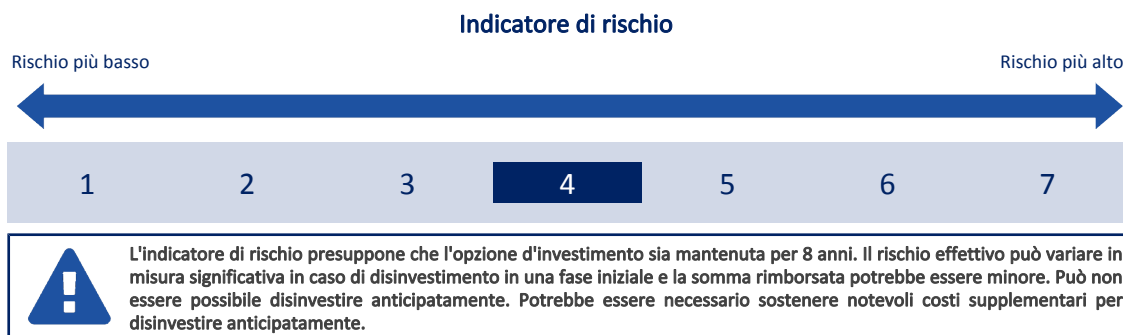 Indicatore di rischio
Rischio più basso
Rischio più alto
1 2 3 4 5 6 7
L'indicatore di rischio presuppone che l'opzione d'investimento sia mantenuta per 8 anni. Il rischio effettivo può variare in
misura significativa in caso di disinvestimento in una fase iniziale e la somma rimborsata potrebbe essere minore. Può non
essere possibile disinvestire anticipatamente. Potrebbe essere necessario sostenere notevoli costi supplementari per
disinvestire anticipatamente.